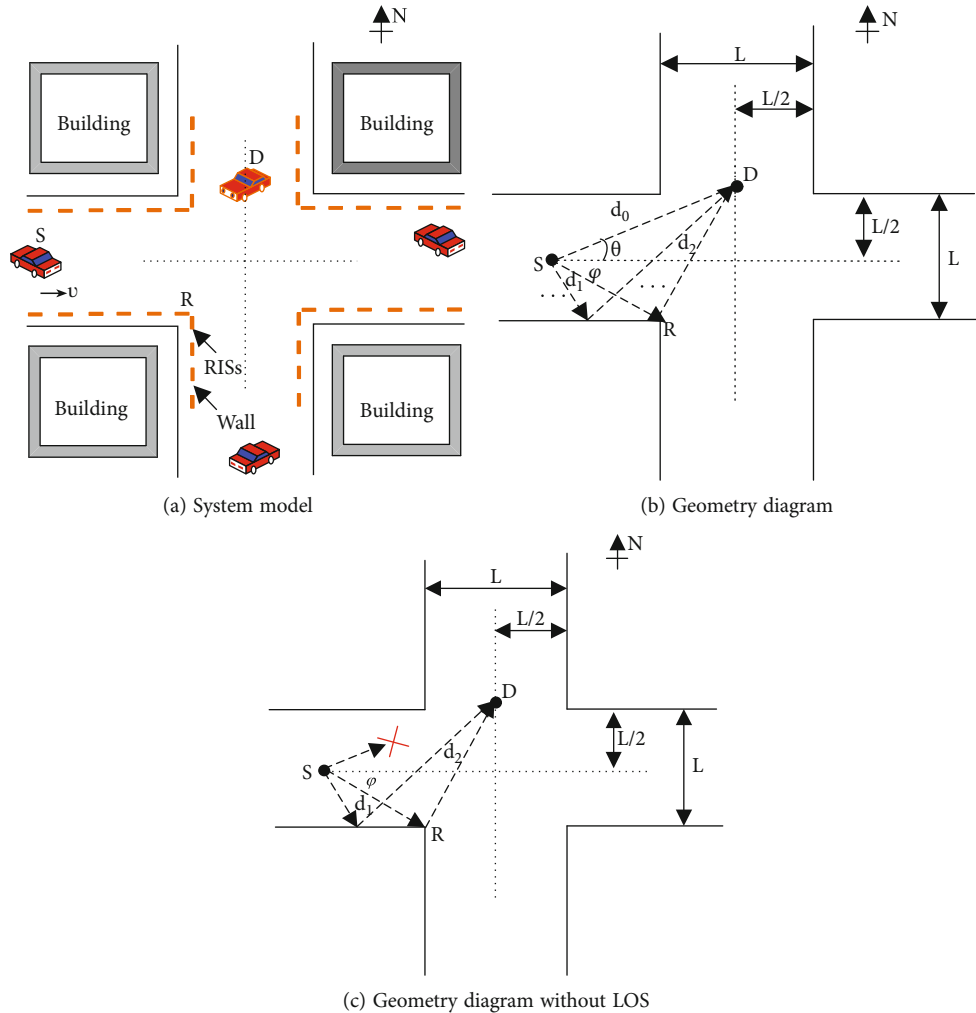 N
Building
Building
D
S
υ
R
RISs
Building
Wall
Building
(a) System model
N
L
L/2
D
d0
L/2
d2
θ
L
S
φ
d1
...
...
R
(b) Geometry diagram
N
L
L/2
D
L/2
d2
S
φ
L
d1
R
(c) Geometry diagram without LOS